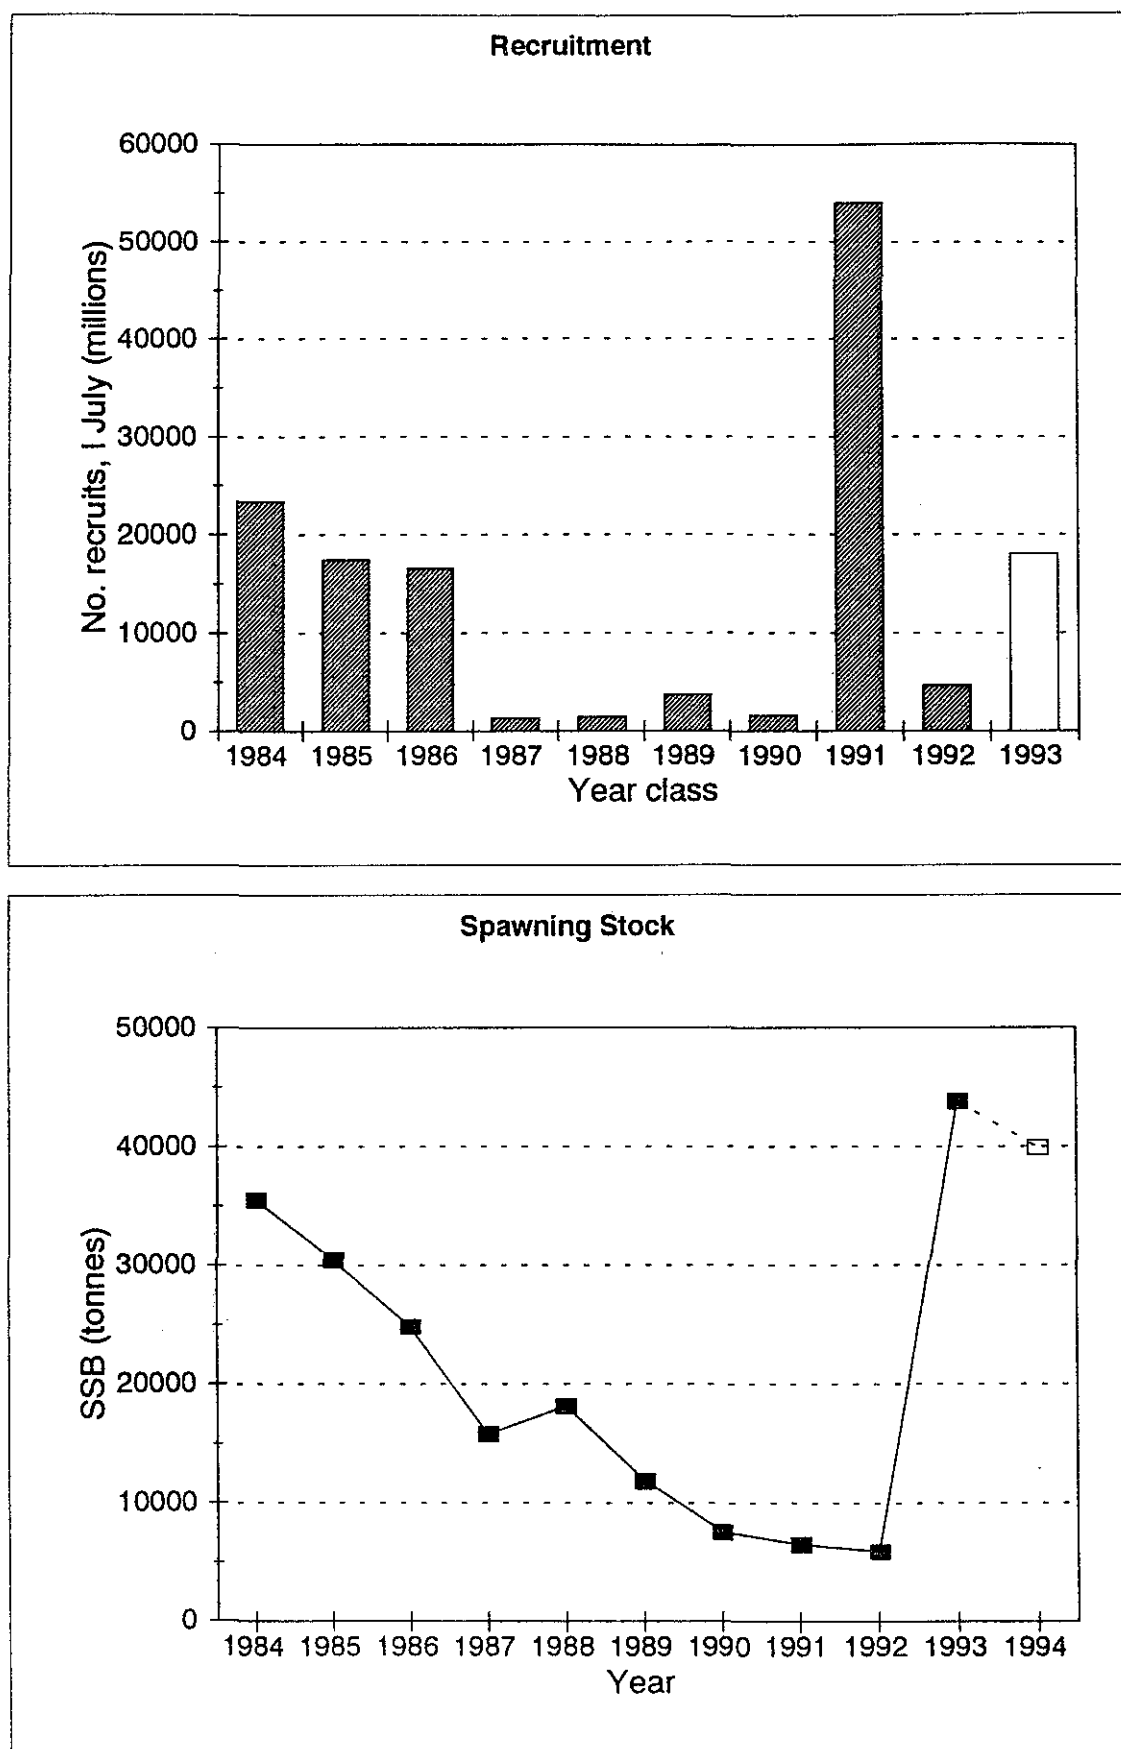 Recruitment
60000
50000
40000
30000
20000
10000
0
No. recruits, I July (millions)
1984 1985 1986 1987 1988 1989 1990 1991 1992 1993
Year class
Spawning Stock
50000
40000
30000
20000
10000
0
SSB (tonnes)
1984 1985 1986 1987 1988 1989 1990 1991 1992 1993 1994
Year